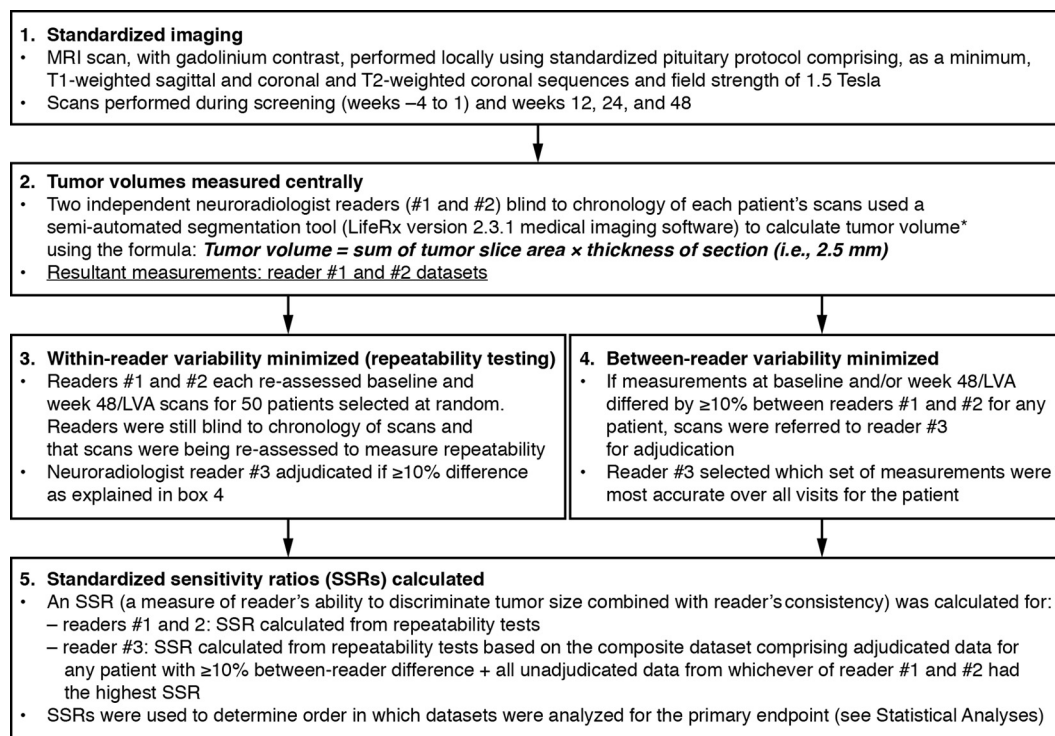 1. Standardized imaging
• MRI scan, with gadolinium contrast, performed locally using standardized pituitary protocol comprising, as a minimum,
T1-weighted sagittal and coronal and T2-weighted coronal sequences and field strength of 1.5 Tesla
• Scans performed during screening (weeks –4 to 1) and weeks 12, 24, and 48
2. Tumor volumes measured centrally
• Two independent neuroradiologist readers (#1 and #2) blind to chronology of each patient's scans used a
semi-automated segmentation tool (LifeRx version 2.3.1 medical imaging software) to calculate tumor volume*
using the formula: Tumor volume = sum of tumor slice area × thickness of section (i.e., 2.5 mm)
• Resultant measurements: reader #1 and #2 datasets
3. Within-reader variability minimized (repeatability testing)
• Readers #1 and #2 each re-assessed baseline and
week 48/LVA scans for 50 patients selected at random.
Readers were still blind to chronology of scans and
that scans were being re-assessed to measure repeatability
• Neuroradiologist reader #3 adjudicated if ≥10% difference
as explained in box 4
4. Between-reader variability minimized
• If measurements at baseline and/or week 48/LVA
differed by ≥10% between readers #1 and #2 for any
patient, scans were referred to reader #3
for adjudication
• Reader #3 selected which set of measurements were
most accurate over all visits for the patient
5. Standardized sensitivity ratios (SSRs) calculated
• An SSR (a measure of reader's ability to discriminate tumor size combined with reader's consistency) was calculated for:
– readers #1 and 2: SSR calculated from repeatability tests
– reader #3: SSR calculated from repeatability tests based on the composite dataset comprising adjudicated data for
any patient with ≥10% between-reader difference + all unadjudicated data from whichever of reader #1 and #2 had
the highest SSR
• SSRs were used to determine order in which datasets were analyzed for the primary endpoint (see Statistical Analyses)